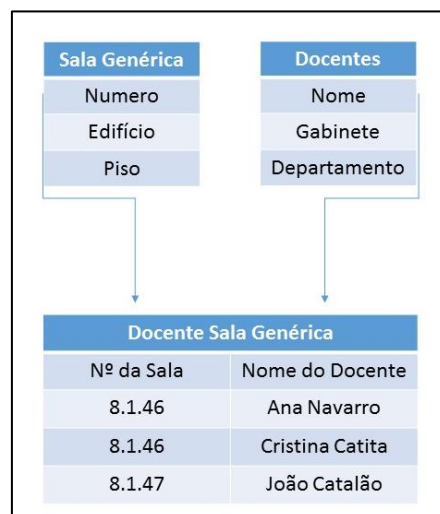 Sala Genérica
Numero
Edifício
Piso
Docentes
Nome
Gabinete
Departamento
Docente Sala Genérica
Nº da Sala Nome do Docente
8.1.46 Ana Navarro
8.1.46 Cristina Catita
8.1.47 João Catalão